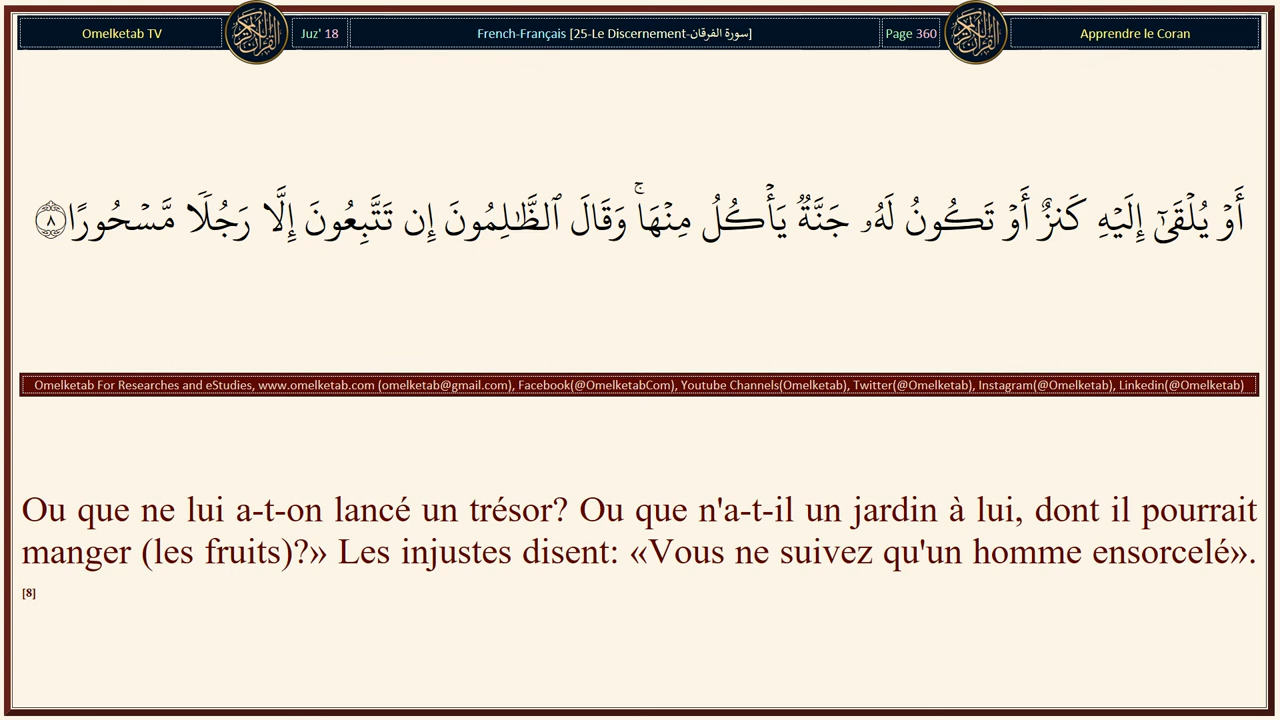 Omelketab TV
Juz' 18
French-Français [25-Le Discernement-سورة الفرقان]
Page 360
Apprendre le Coran
أَوۡ يُلۡقَىٰٓ إِلَيۡهِ كَنزٌ أَوۡ تَكُونُ لَهُۥ جَنَّةٞ يَأۡكُلُ مِنۡهَاۚ وَقَالَ ٱلظَّٰلِمُونَ إِن تَتَّبِعُونَ إِلَّا رَجُلٗا مَّسۡحُورًا ٨
Omelketab For Researches and eStudies, www.omelketab.com (omelketab@gmail.com), Facebook(@OmelketabCom), Youtube Channels(Omelketab), Twitter(@Omelketab), Instagram(@Omelketab), Linkedin(@Omelketab)
Ou que ne lui a-t-on lancé un trésor? Ou que n'a-t-il un jardin à lui, dont il pourrait
manger (les fruits)?» Les injustes disent: «Vous ne suivez qu'un homme ensorcelé».
[8]